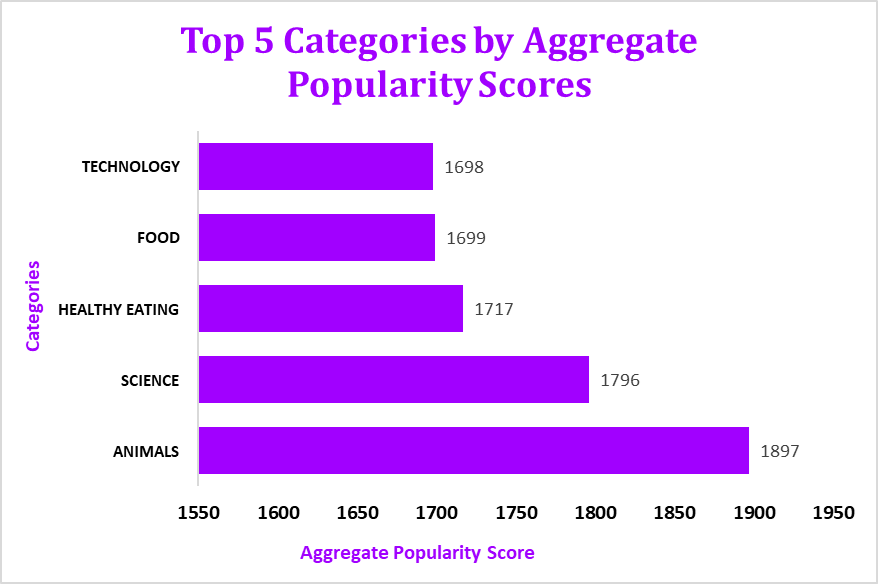 Top 5 Categories by Aggregate
Popularity Scores
TECHNOLOGY 1698
FOOD 1699
HEALTHY EATING 1717
SCIENCE 1796
ANIMALS 1897
Categories
1550 1600 1650 1700 1750 1800 1850 1900 1950
Aggregate Popularity Score